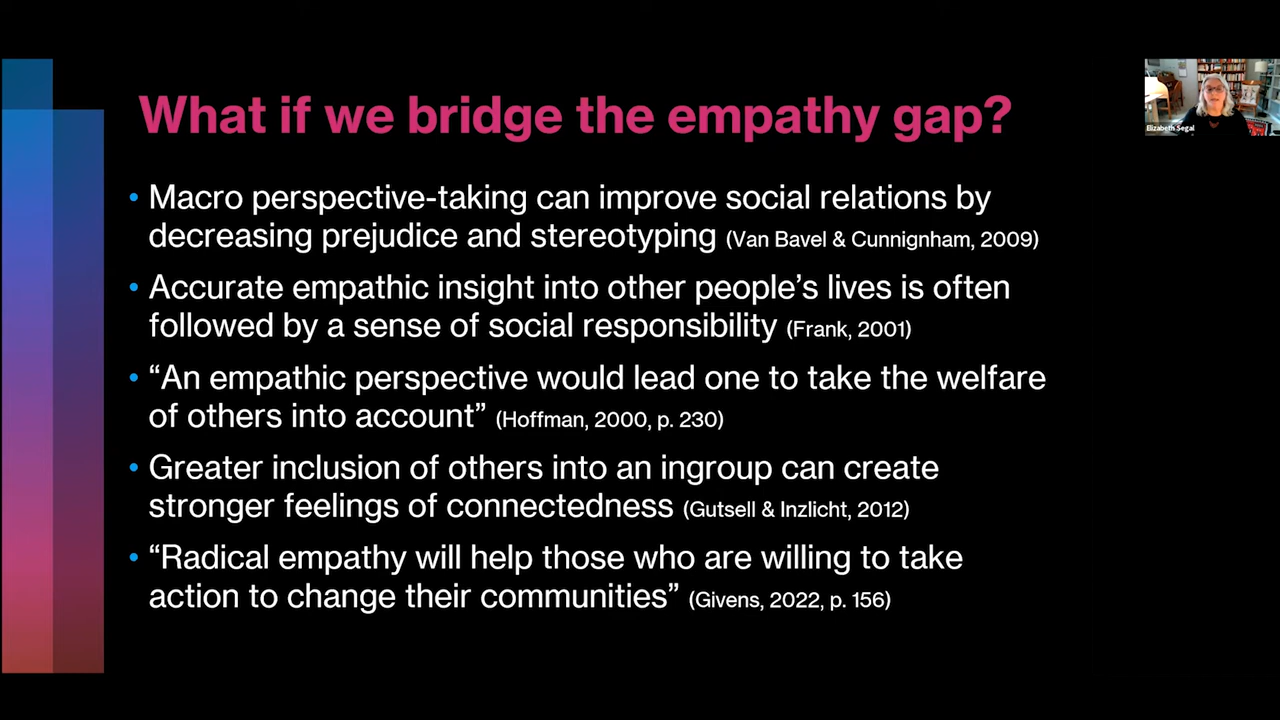 What if we bridge the empathy gap?
Elizabeth Segal
• Macro perspective-taking can improve social relations by
decreasing prejudice and stereotyping (Van Bavel & Cunnignham, 2009)
• Accurate empathic insight into other people’s lives is often
followed by a sense of social responsibility (Frank, 2001)
• “An empathic perspective would lead one to take the welfare
of others into account” (Hoffman, 2000, p. 230)
• Greater inclusion of others into an ingroup can create
stronger feelings of connectedness (Gutsell & Inzlicht, 2012)
• “Radical empathy will help those who are willing to take
action to change their communities” (Givens, 2022, p. 156)